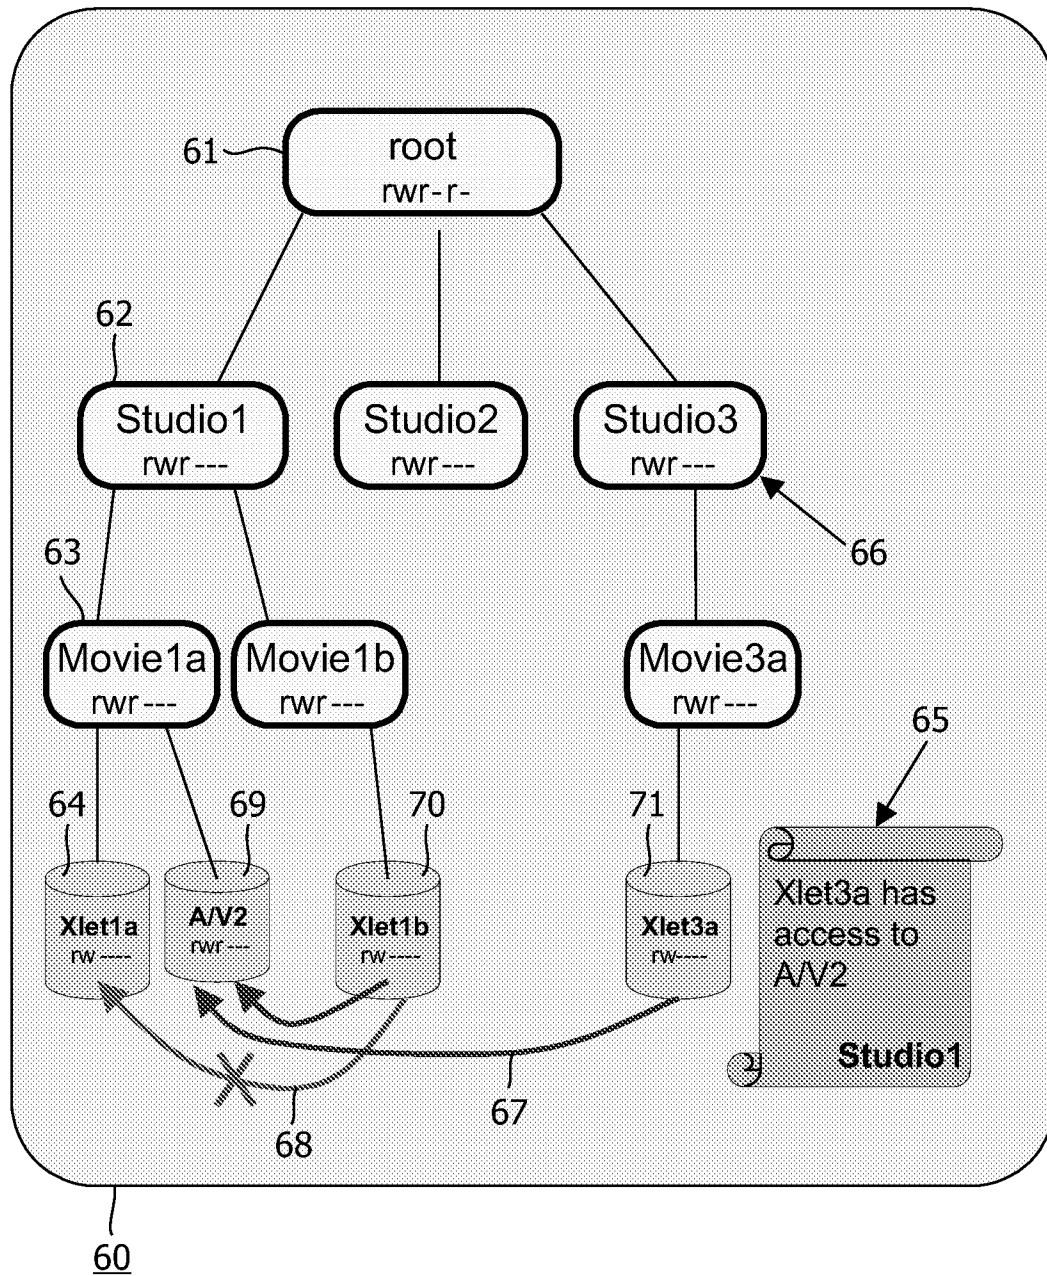 61
root
rwr-r-
62
Studio1
rwr---
Studio2
rwr---
Studio3
rwr---
66
63
Movie1a
rwr---
Movie1b
rwr---
Movie3a
rwr---
65
64
69
70
71
Xlet1a
rw----
A/V2
rwr---
Xlet1b
rw----
Xlet3a
rw----
Xlet3a has
access to
A/V2
Studio1
68
67
60